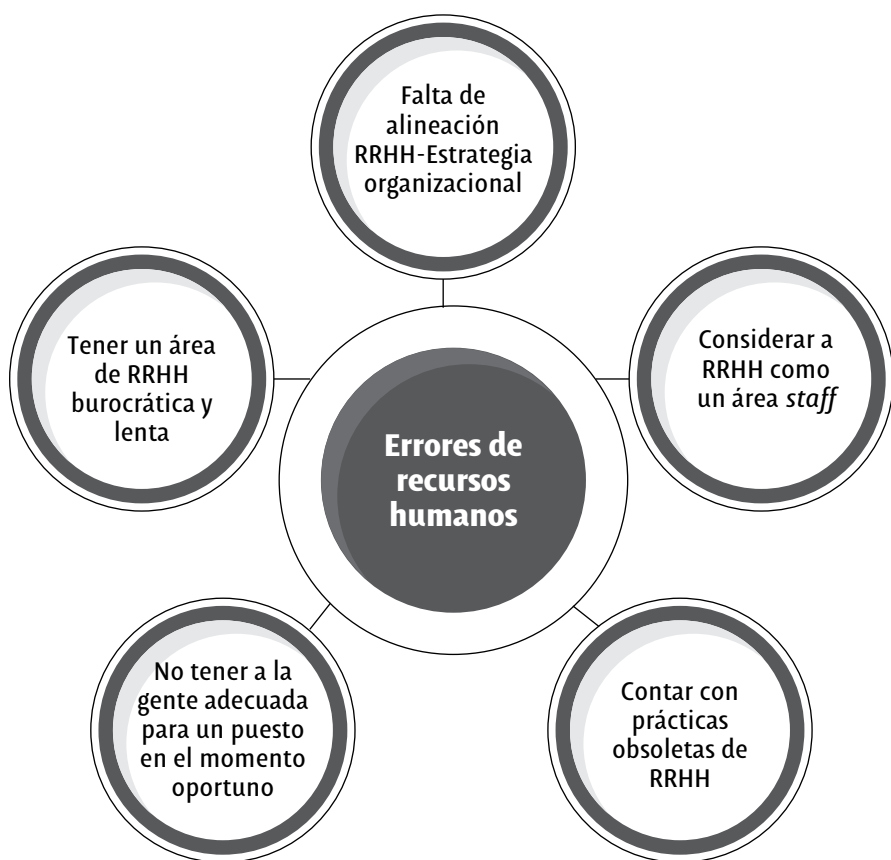 Falta de
alineación
RRHH-Estrategia
organizacional
Tener un área
de RRHH
burocrática y
lenta
Considerar a
RRHH como
un área staff
Errores de
recursos
humanos
No tener a la
gente adecuada
para un puesto
en el momento
oportuno
Contar con
prácticas
obsoletas de
RRHH